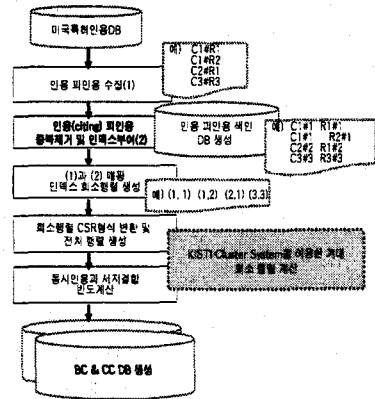 미국특허인용DB
예) C1#R1
C1#R2
C2#R1
C3#R3
인용 피인용 수집(1)
인용(citing) 피인용
중복제거 및 인덱스부여(2)
인용 피인용 색인
DB 생성
예) C1#1 R1#1
C1#1 R2#1
C2#2 R1#2
C3#3 R3#3
(1)과 (2) 매핑
인덱스 희소행렬 생성
예) (1, 1) (1,2) (2,1) (3,3)
희소행렬 CSR형식 변환 및
전치 행렬 생성
KISTI Cluster System을 이용한 거대
희소 행렬 계산
동시인용과 서지결합
빈도계산
BC & CC DB 생성